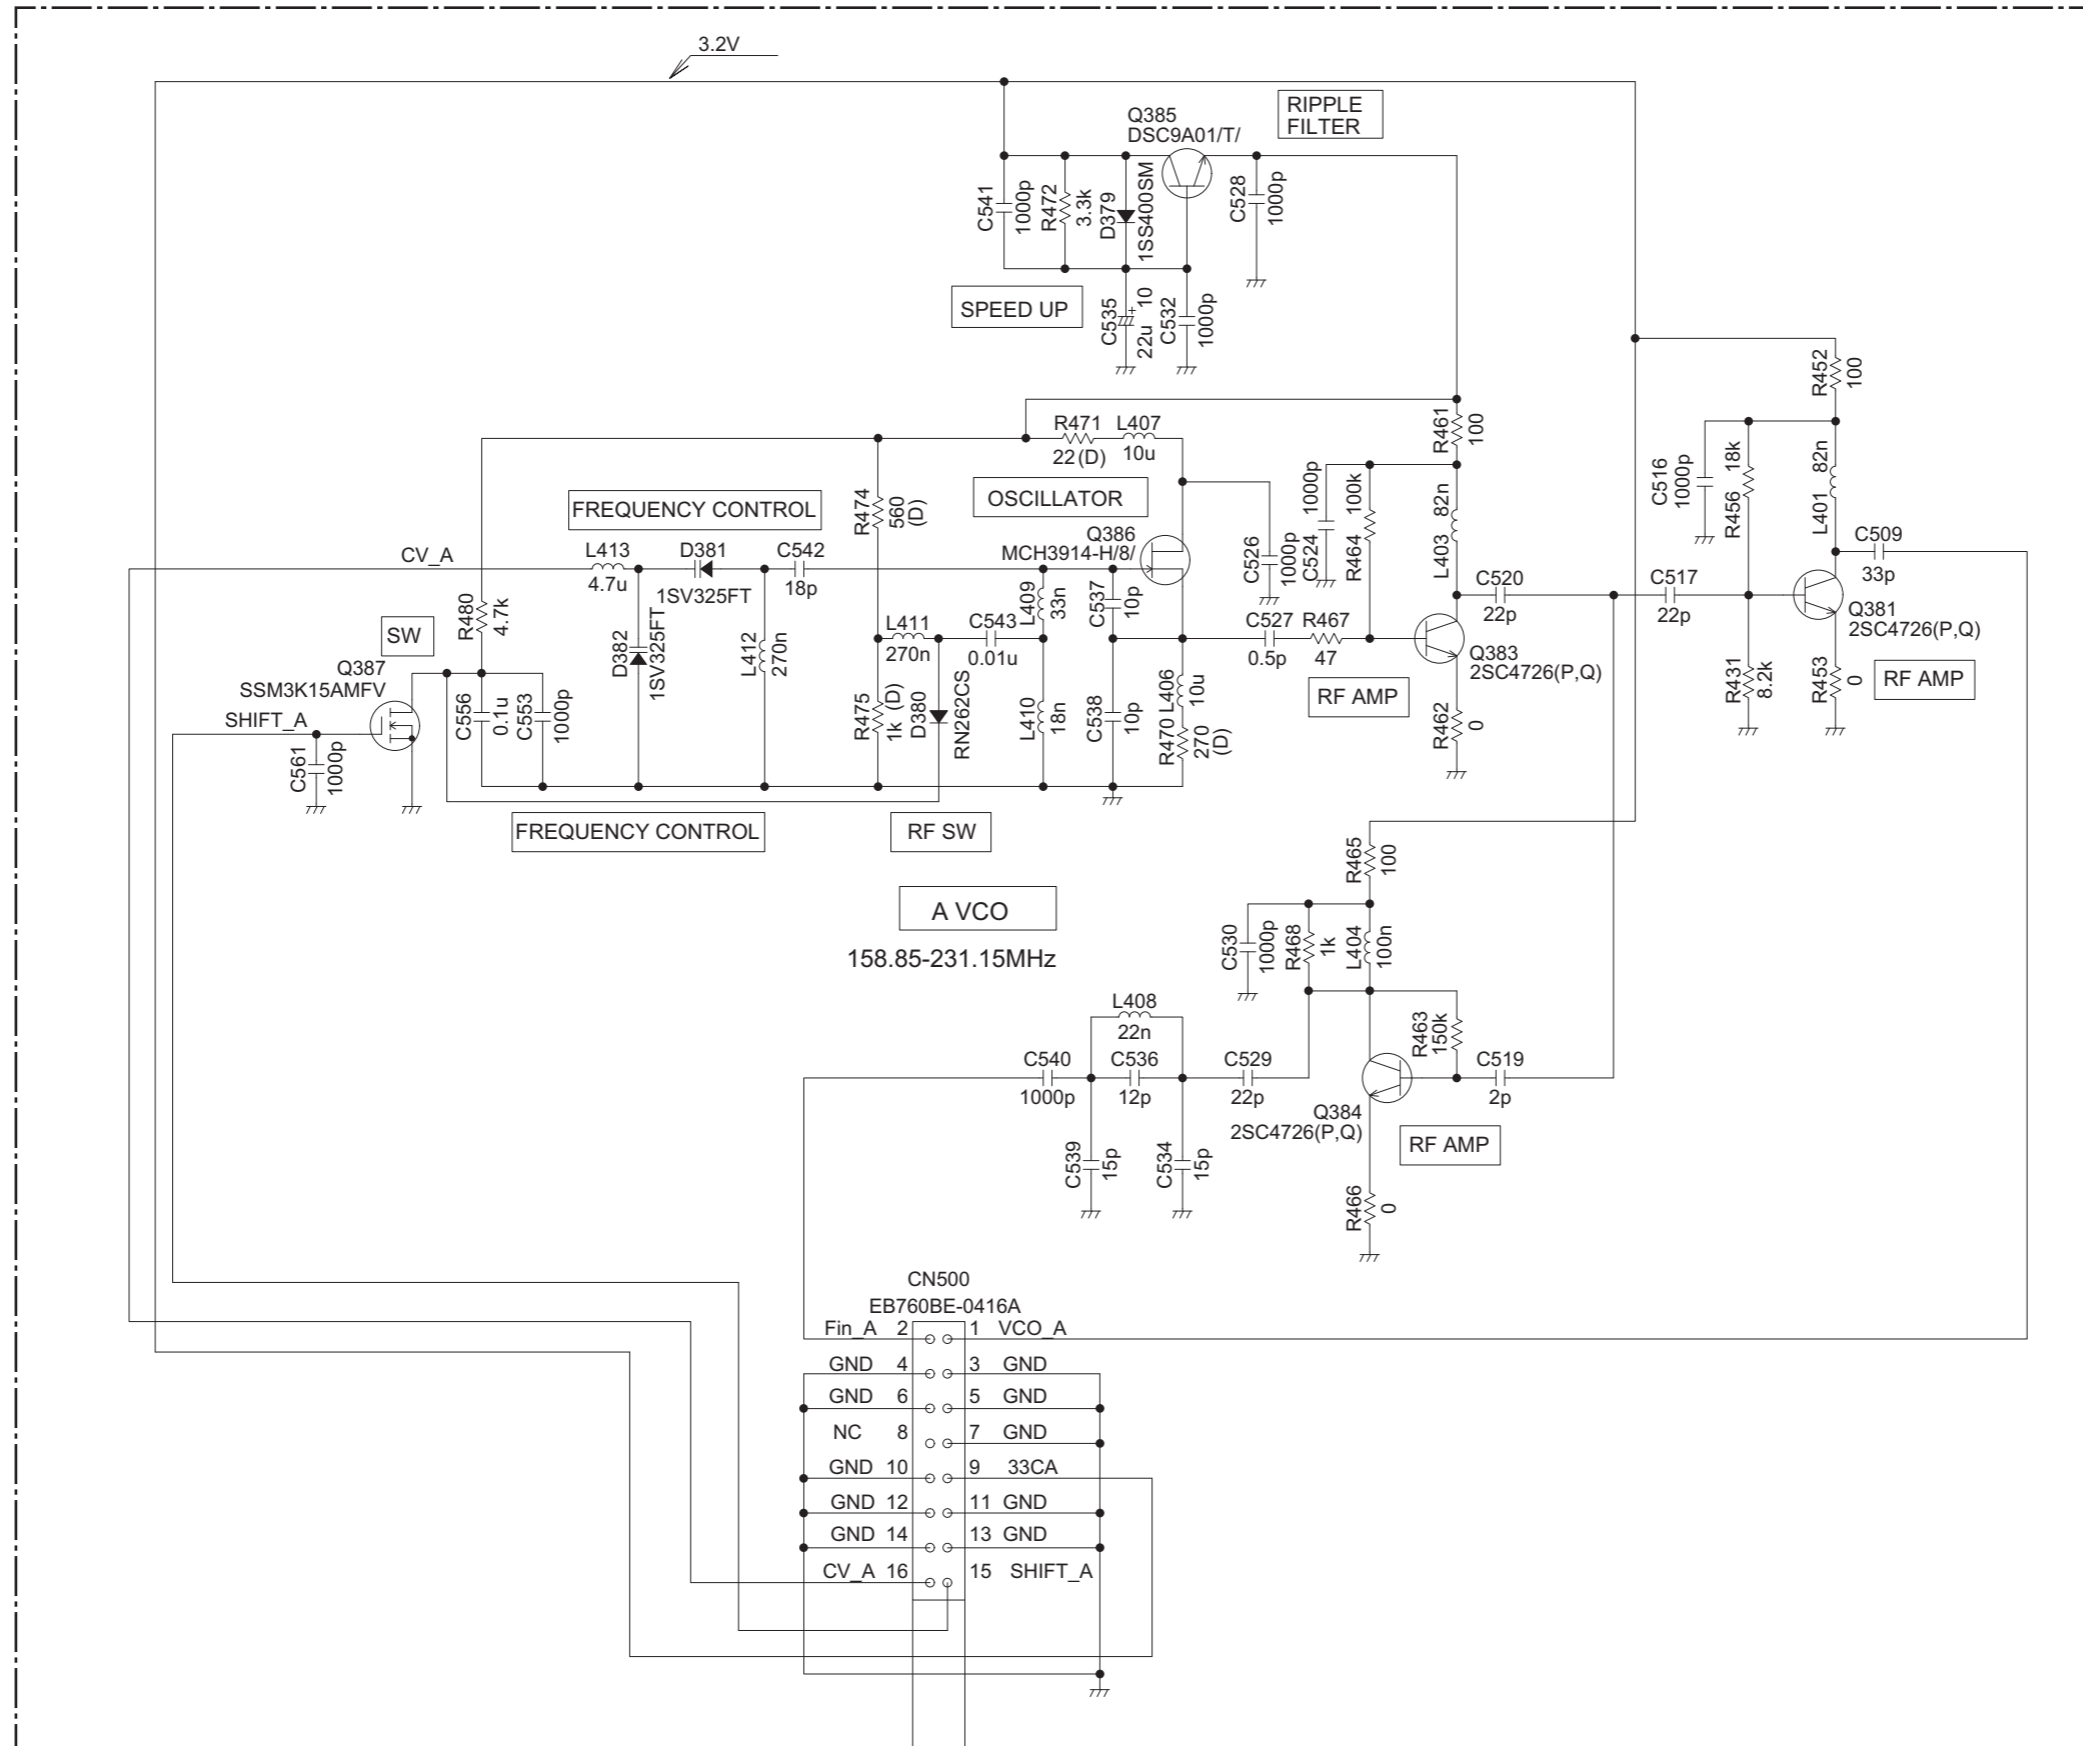 3.2V
Q385
DSC9A01/T/
RIPPLE
FILTER
C541
1000p
R472
3.3k
D379
1SS400SM
C528
1000p
SPEED UP
C535
22u 10
+
C532
1000p
R452
100
R461
100
R471
22 (D)
L407
10u
C516
1000p
R456
18k
L401
82n
C509
33p
FREQUENCY CONTROL
R474
560
(D)
OSCILLATOR
Q386
MCH3914-H/8/
C526
1000p
C524
1000p
R464
100k
L403
82n
CV_A
L413
4.7u
D381
1SV325FT
C542
18p
L409
33n
C537
10p
C520
22p
C517
22p
Q381
2SC4726(P,Q)
R480
4.7k
SW
Q387
SSM3K15AMFV
SHIFT_A
D382
1SV325FT
L412
270n
L411
270n
C543
0.01u
C527
0.5p
R467
47
Q383
2SC4726(P,Q)
RF AMP
R431
8.2k
R453
0
RF AMP
C561
1000p
C556
0.1u
C553
1000p
R475
1k (D)
D380
RN262CS
L410
18n
C538
10p
L406
10u
R470
270
(D)
R462
0
FREQUENCY CONTROL
RF SW
A VCO
158.85-231.15MHz
R465
100
C530
1000p
R468
1k
L404
100n
L408
22n
R463
150k
C540
1000p
C536
12p
C529
22p
C519
2p
Q384
2SC4726(P,Q)
RF AMP
C539
15p
C534
15p
R466
0
CN500
EB760BE-0416A
Fin_A 2 1 VCO_A
GND 4 3 GND
GND 6 5 GND
NC 8 7 GND
GND 10 9 33CA
GND 12 11 GND
GND 14 13 GND
CV_A 16 15 SHIFT_A